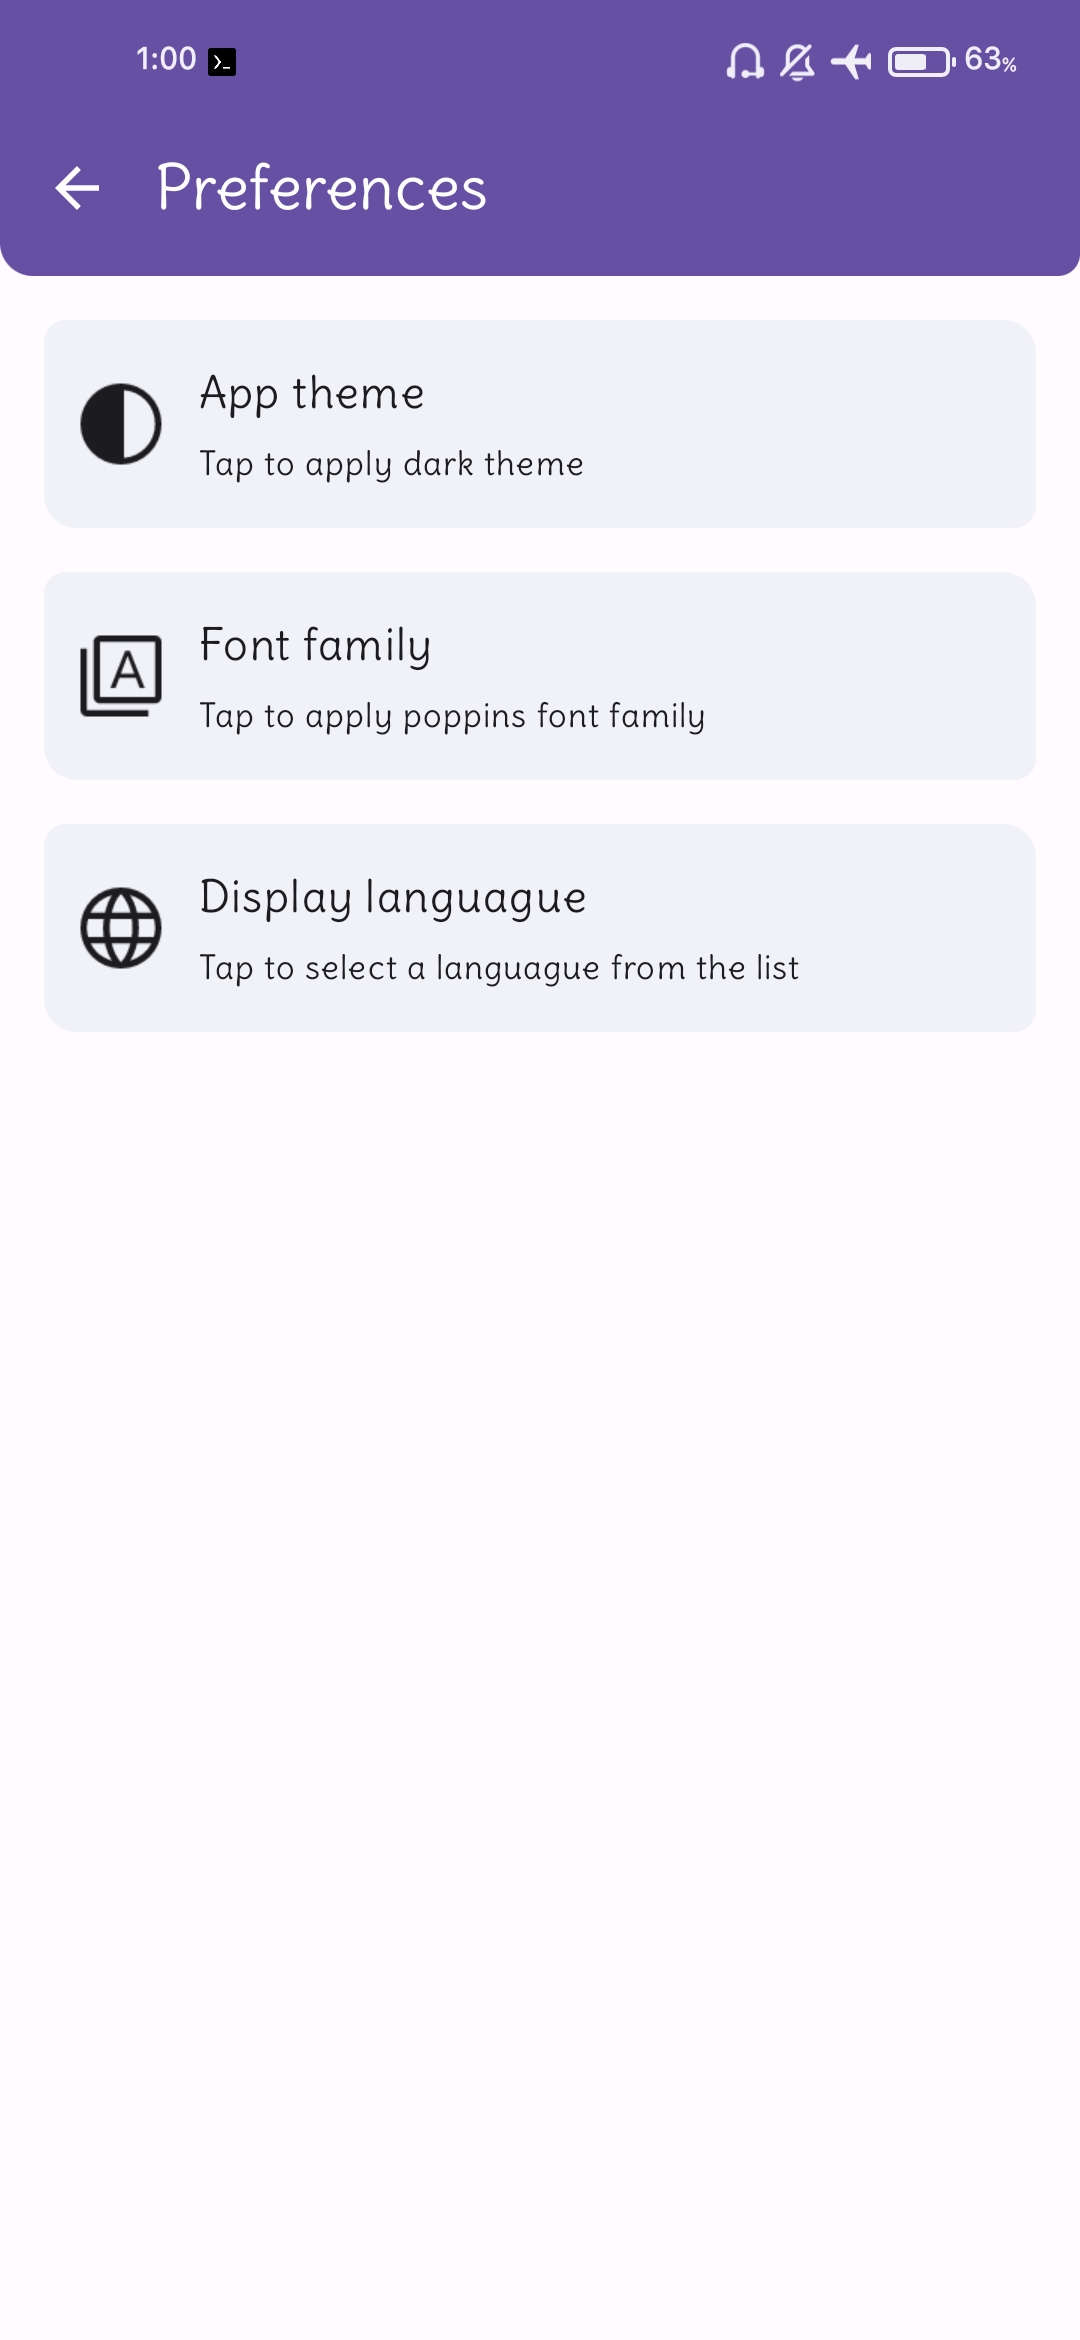 1:00 63%
Preferences
App theme
Tap to apply dark theme
A
Font family
Tap to apply poppins font family
Display languague
Tap to select a languague from the list